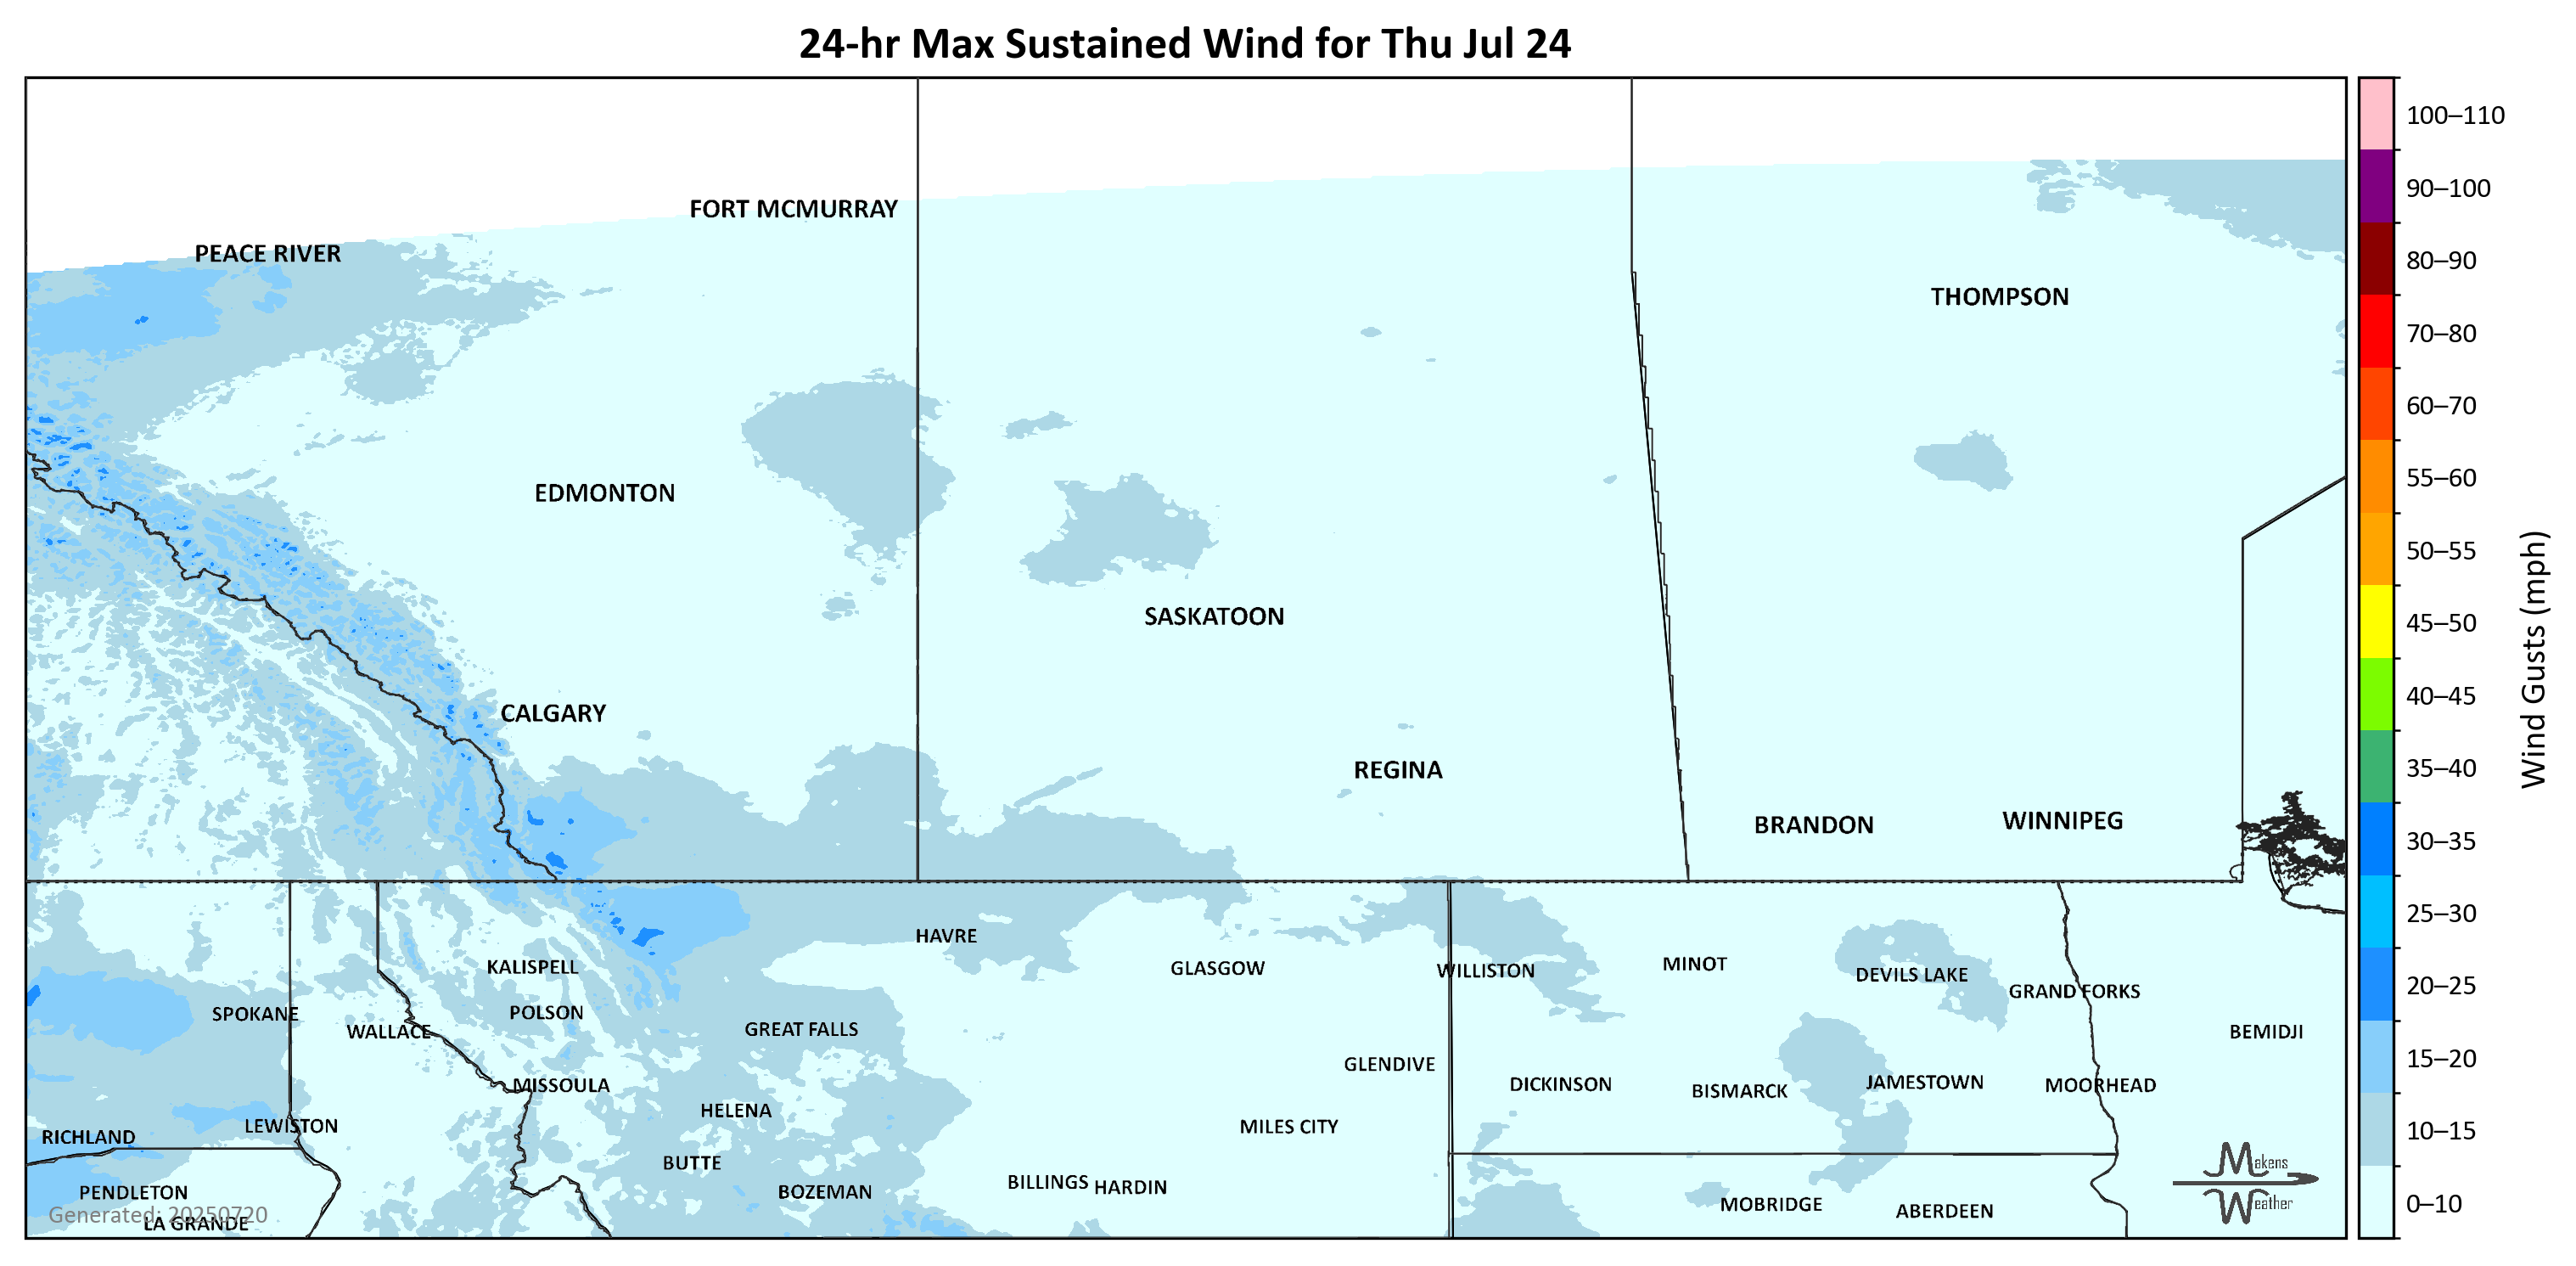 24-hr Max Sustained Wind for Thu Jul 24
FORT MCMURRAY
PEACE RIVER
THOMPSON
EDMONTON
SASKATOON
CALGARY
REGINA
BRANDON
WINNIPEG
HAVRE
KALISPELL
GLASGOW
WILLISTON
MINOT
DEVILS LAKE
GRAND FORKS
SPOKANE
POLSON
WALLACE
GREAT FALLS
BEMIDJI
GLENDIVE
MISSOULA
DICKINSON
BISMARCK
JAMESTOWN
MOORHEAD
HELENA
LEWISTON
MILES CITY
RICHLAND
BUTTE
PENDLETON
BOZEMAN
BILLINGS
HARDIN
MOBRIDGE
ABERDEEN
Generated: 20250720
LA GRANDE
Makens
Weather
100–110
90–100
80–90
70–80
60–70
55–60
50–55
45–50
40–45
35–40
30–35
25–30
20–25
15–20
10–15
0–10
Wind Gusts (mph)